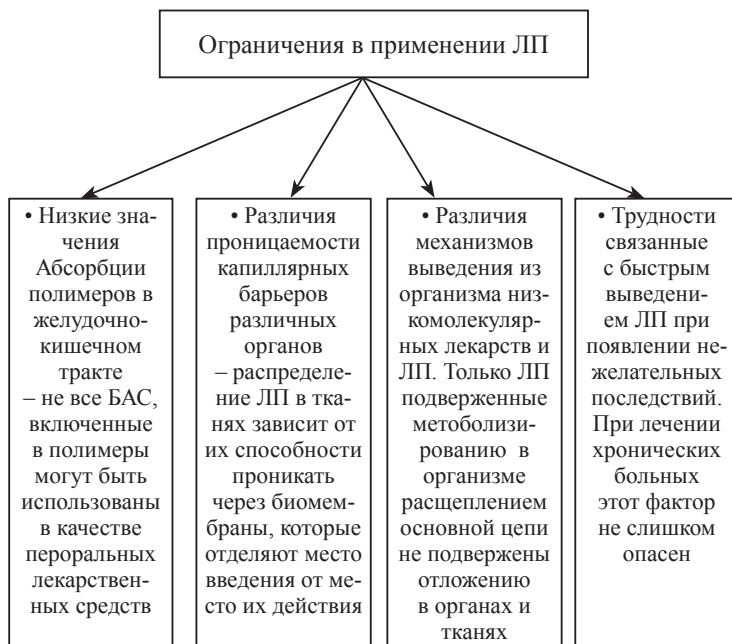 Ограничения в применении ЛП
• Низкие зна-
чения
Абсорбции
полимеров в
желудочно-
кишечном
тракте
– не все БАС,
включенные
в полимеры
могут быть
использованы
в качестве
пероральных
лекарствен-
ных средств
• Различия
проницаемости
капиллярных
барьеров
различных
органов
– распределе-
ние ЛП в тка-
нях зависит от
их способности
проникать
через биомем-
браны, которые
отделяют место
введения от ме-
сто их действия
• Различия
механизмов
выведения из
организма низ-
комолекуляр-
ных лекарств и
ЛП. Только ЛП
подверженные
метоболизи-
рованию в
организме
расщеплением
основной цепи
не подвержены
отложению
в органах и
тканях
• Трудности
связанные
с быстрым
выведени-
ем ЛП при
появлении не-
желательных
последствий.
При лечении
хронических
больных
этот фактор
не слишком
опасен